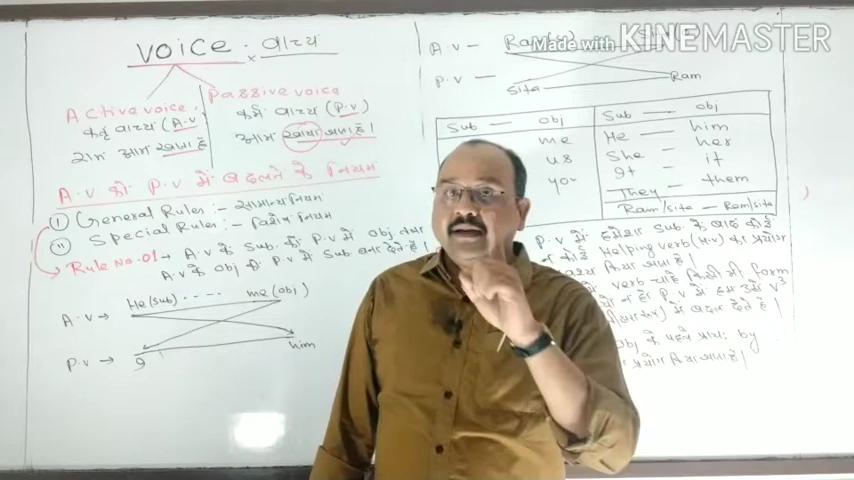 VOICE. वाच्य
Active voice. Passive voice
कर्तृ वाच्य (A.V) कर्म वाच्य (P.V)
राम आम खाता है आम खाया जाता है।
A.V को P.V में बदलने के नियम
(i) General Rules :- सामान्य नियम
(ii) Special Rules :- विशेष नियम
Rule No. 01 → A.V के Sub. को P.V में Obj तथा
A.V के Obj को P.V में Sub बना देते हैं।
He (sub) .... me (obj)
A.V →
P.V → I him
A.V — Ram
P.V — Sita Ram
Made with KINEMASTER
Sub — obj Sub — obj
me He — him
us She — her
It — it
They — them
Ram/sita — Ram/sita
P.V में हमेशा Sub. के बाद कोई
न कोई Helping verb (H.V) का प्रयोग
किया जाता है।
verb चाहे किसी भी form
में हो P.V में हम उसे V3
में बदल देते हैं।
Obj के पहले प्रायः by
प्रयोग किया जाता है।